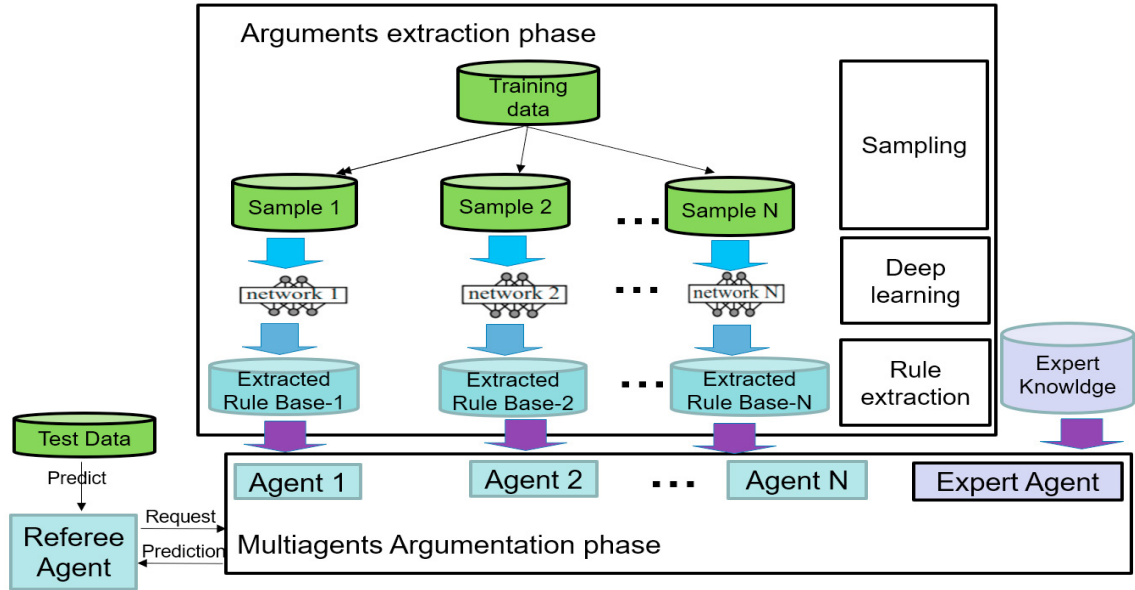 Arguments extraction phase
Training
data
Sampling
Sample 1
Sample 2
...
Sample N
Deep
learning
network 1
network 2
...
network N
Rule
extraction
Extracted
Rule Base-1
Extracted
Rule Base-2
...
Extracted
Rule Base-N
Expert
Knowldge
Test Data
Predict
Agent 1
Agent 2
...
Agent N
Expert Agent
Referee
Agent
Request
Prediction
Multiagents Argumentation phase